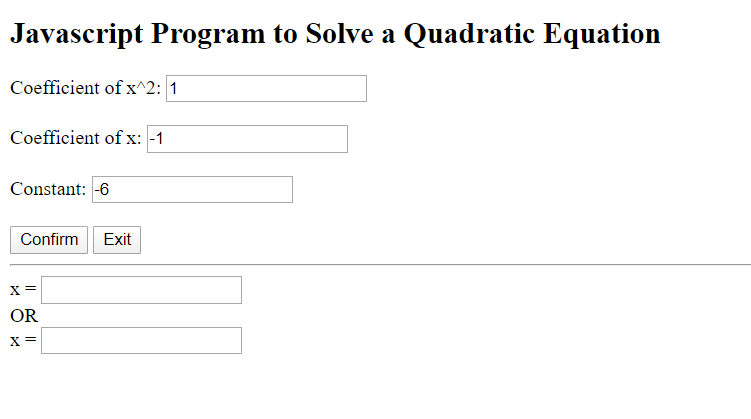 Javascript Program to Solve a Quadratic Equation
Coefficient of x^2: 1
Coefficient of x: -1
Constant: -6
Confirm Exit
x =
OR
x =